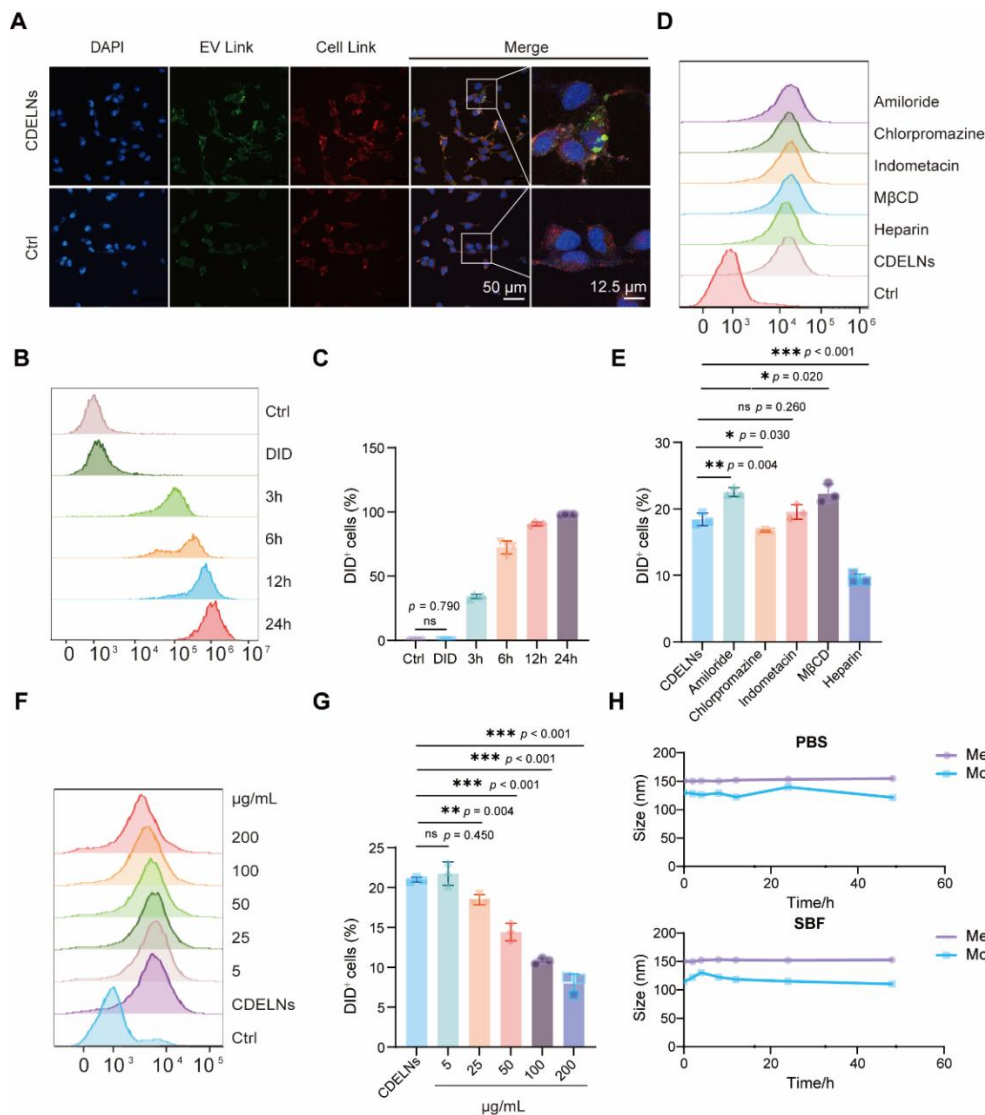 A
DAPI EV Link Cell Link Merge
CDELNs
Ctrl
50 μm 12.5 μm
D
Amiloride
Chlorpromazine
Indometacin
MβCD
Heparin
CDELNs
Ctrl
0 10³ 10⁴ 10⁵ 10⁶
B
Ctrl
DID
3h
6h
12h
24h
0 10³ 10⁴ 10⁵ 10⁶ 10⁷
C
DID⁺ cells (%)
150
100
50
0
p = 0.790
ns
Ctrl DID 3h 6h 12h 24h
E
*** p < 0.001
* p = 0.020
ns p = 0.260
* p = 0.030
** p = 0.004
DID⁺ cells (%)
30
20
10
0
CDELNs Amiloride Chlorpromazine Indometacin MβCD Heparin
F
μg/mL
200
100
50
25
5
CDELNs
Ctrl
0 10³ 10⁴ 10⁵
G
*** p < 0.001
*** p < 0.001
*** p < 0.001
** p = 0.004
ns p = 0.450
DID⁺ cells (%)
25
20
15
10
5
0
CDELNs 5 25 50 100 200
μg/mL
H
PBS
Size (nm)
200
150
100
50
0
0 20 40 60
Time/h
Me
Mo
SBF
Size (nm)
200
150
100
50
0
0 20 40 60
Time/h
Me
Mo